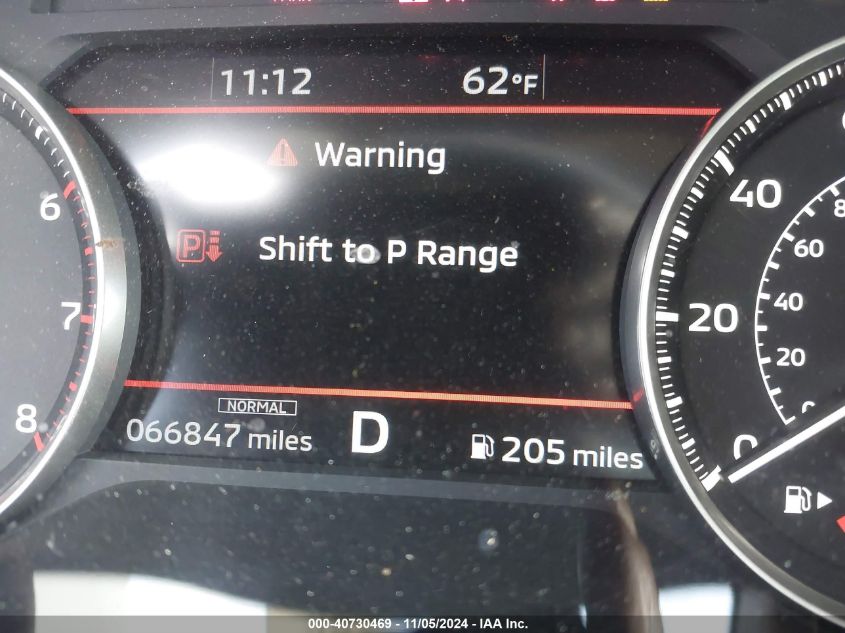 11:12 62°F
Warning
P Shift to P Range
NORMAL
066847 miles D 205 miles
6
7
8
40
20
0
80
60
40
20
000-40730469 - 11/05/2024 - IAA Inc.